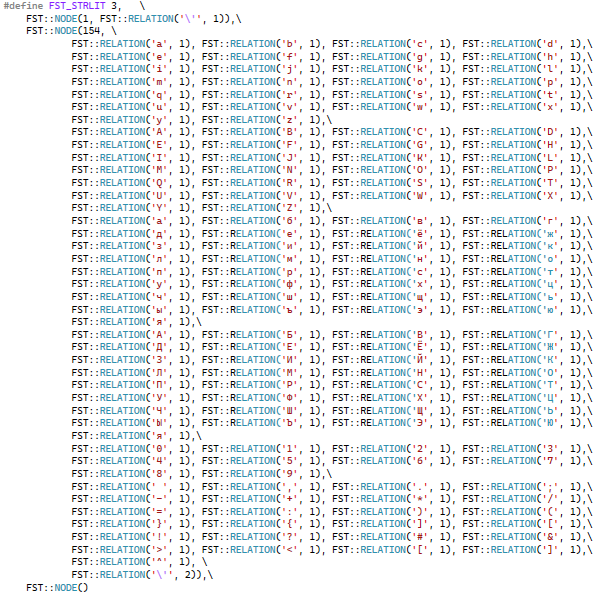 #define FST_STRLIT 3, \
FST::NODE(1, FST::RELATION('\'', 1)),\
FST::NODE(154, \
FST::RELATION('a', 1), FST::RELATION('b', 1), FST::RELATION('c', 1), FST::RELATION('d', 1),\
FST::RELATION('e', 1), FST::RELATION('f', 1), FST::RELATION('g', 1), FST::RELATION('h', 1),\
FST::RELATION('i', 1), FST::RELATION('j', 1), FST::RELATION('k', 1), FST::RELATION('l', 1),\
FST::RELATION('m', 1), FST::RELATION('n', 1), FST::RELATION('o', 1), FST::RELATION('p', 1),\
FST::RELATION('q', 1), FST::RELATION('r', 1), FST::RELATION('s', 1), FST::RELATION('t', 1),\
FST::RELATION('u', 1), FST::RELATION('v', 1), FST::RELATION('w', 1), FST::RELATION('x', 1),\
FST::RELATION('y', 1), FST::RELATION('z', 1),\
FST::RELATION('A', 1), FST::RELATION('B', 1), FST::RELATION('C', 1), FST::RELATION('D', 1),\
FST::RELATION('E', 1), FST::RELATION('F', 1), FST::RELATION('G', 1), FST::RELATION('H', 1),\
FST::RELATION('I', 1), FST::RELATION('J', 1), FST::RELATION('K', 1), FST::RELATION('L', 1),\
FST::RELATION('M', 1), FST::RELATION('N', 1), FST::RELATION('O', 1), FST::RELATION('P', 1),\
FST::RELATION('Q', 1), FST::RELATION('R', 1), FST::RELATION('S', 1), FST::RELATION('T', 1),\
FST::RELATION('U', 1), FST::RELATION('V', 1), FST::RELATION('W', 1), FST::RELATION('X', 1),\
FST::RELATION('Y', 1), FST::RELATION('Z', 1),\
FST::RELATION('а', 1), FST::RELATION('б', 1), FST::RELATION('в', 1), FST::RELATION('г', 1),\
FST::RELATION('д', 1), FST::RELATION('е', 1), FST::RELATION('ё', 1), FST::RELATION('ж', 1),\
FST::RELATION('з', 1), FST::RELATION('и', 1), FST::RELATION('й', 1), FST::RELATION('к', 1),\
FST::RELATION('л', 1), FST::RELATION('м', 1), FST::RELATION('н', 1), FST::RELATION('о', 1),\
FST::RELATION('п', 1), FST::RELATION('р', 1), FST::RELATION('с', 1), FST::RELATION('т', 1),\
FST::RELATION('у', 1), FST::RELATION('ф', 1), FST::RELATION('х', 1), FST::RELATION('ц', 1),\
FST::RELATION('ч', 1), FST::RELATION('ш', 1), FST::RELATION('щ', 1), FST::RELATION('ь', 1),\
FST::RELATION('ы', 1), FST::RELATION('ъ', 1), FST::RELATION('э', 1), FST::RELATION('ю', 1),\
FST::RELATION('я', 1),\
FST::RELATION('А', 1), FST::RELATION('Б', 1), FST::RELATION('В', 1), FST::RELATION('Г', 1),\
FST::RELATION('Д', 1), FST::RELATION('Е', 1), FST::RELATION('Ё', 1), FST::RELATION('Ж', 1),\
FST::RELATION('З', 1), FST::RELATION('И', 1), FST::RELATION('Й', 1), FST::RELATION('К', 1),\
FST::RELATION('Л', 1), FST::RELATION('М', 1), FST::RELATION('Н', 1), FST::RELATION('О', 1),\
FST::RELATION('П', 1), FST::RELATION('Р', 1), FST::RELATION('С', 1), FST::RELATION('Т', 1),\
FST::RELATION('У', 1), FST::RELATION('Ф', 1), FST::RELATION('Х', 1), FST::RELATION('Ц', 1),\
FST::RELATION('Ч', 1), FST::RELATION('Ш', 1), FST::RELATION('Щ', 1), FST::RELATION('Ь', 1),\
FST::RELATION('Ы', 1), FST::RELATION('Ъ', 1), FST::RELATION('Э', 1), FST::RELATION('Ю', 1),\
FST::RELATION('я', 1),\
FST::RELATION('0', 1), FST::RELATION('1', 1), FST::RELATION('2', 1), FST::RELATION('3', 1),\
FST::RELATION('4', 1), FST::RELATION('5', 1), FST::RELATION('6', 1), FST::RELATION('7', 1),\
FST::RELATION('8', 1), FST::RELATION('9', 1),\
FST::RELATION(' ', 1), FST::RELATION(',', 1), FST::RELATION('.', 1), FST::RELATION(';', 1),\
FST::RELATION('-', 1), FST::RELATION('+', 1), FST::RELATION('*', 1), FST::RELATION('/', 1),\
FST::RELATION('=', 1), FST::RELATION(':', 1), FST::RELATION(')', 1), FST::RELATION('(', 1),\
FST::RELATION('}', 1), FST::RELATION('{', 1), FST::RELATION(']', 1), FST::RELATION('[', 1),\
FST::RELATION('!', 1), FST::RELATION('?', 1), FST::RELATION('#', 1), FST::RELATION('&', 1),\
FST::RELATION('>', 1), FST::RELATION('<', 1), FST::RELATION('[', 1), FST::RELATION(']', 1),\
FST::RELATION('^', 1), \
FST::RELATION('\'', 2)),\
FST::NODE()